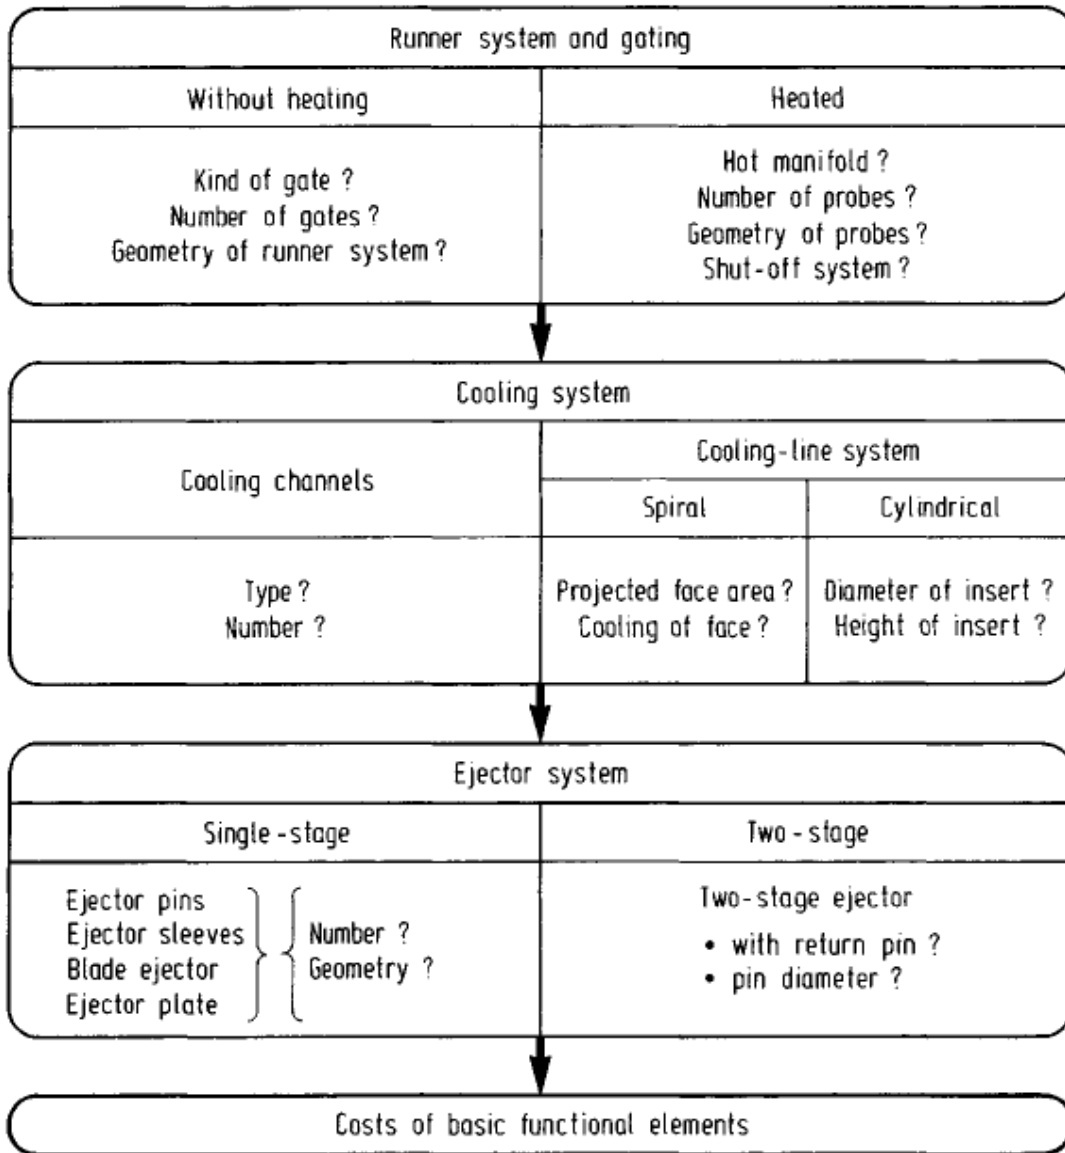 Runner system and gating
Without heating
Heated
Kind of gate ?
Number of gates ?
Geometry of runner system ?
Hot manifold ?
Number of probes ?
Geometry of probes ?
Shut-off system ?
Cooling system
Cooling channels
Cooling-line system
Spiral
Cylindrical
Type ?
Number ?
Projected face area ?
Cooling of face ?
Diameter of insert ?
Height of insert ?
Ejector system
Single-stage
Two-stage
Ejector pins
Ejector sleeves
Blade ejector
Ejector plate
Number ?
Geometry ?
Two-stage ejector
• with return pin ?
• pin diameter ?
Costs of basic functional elements